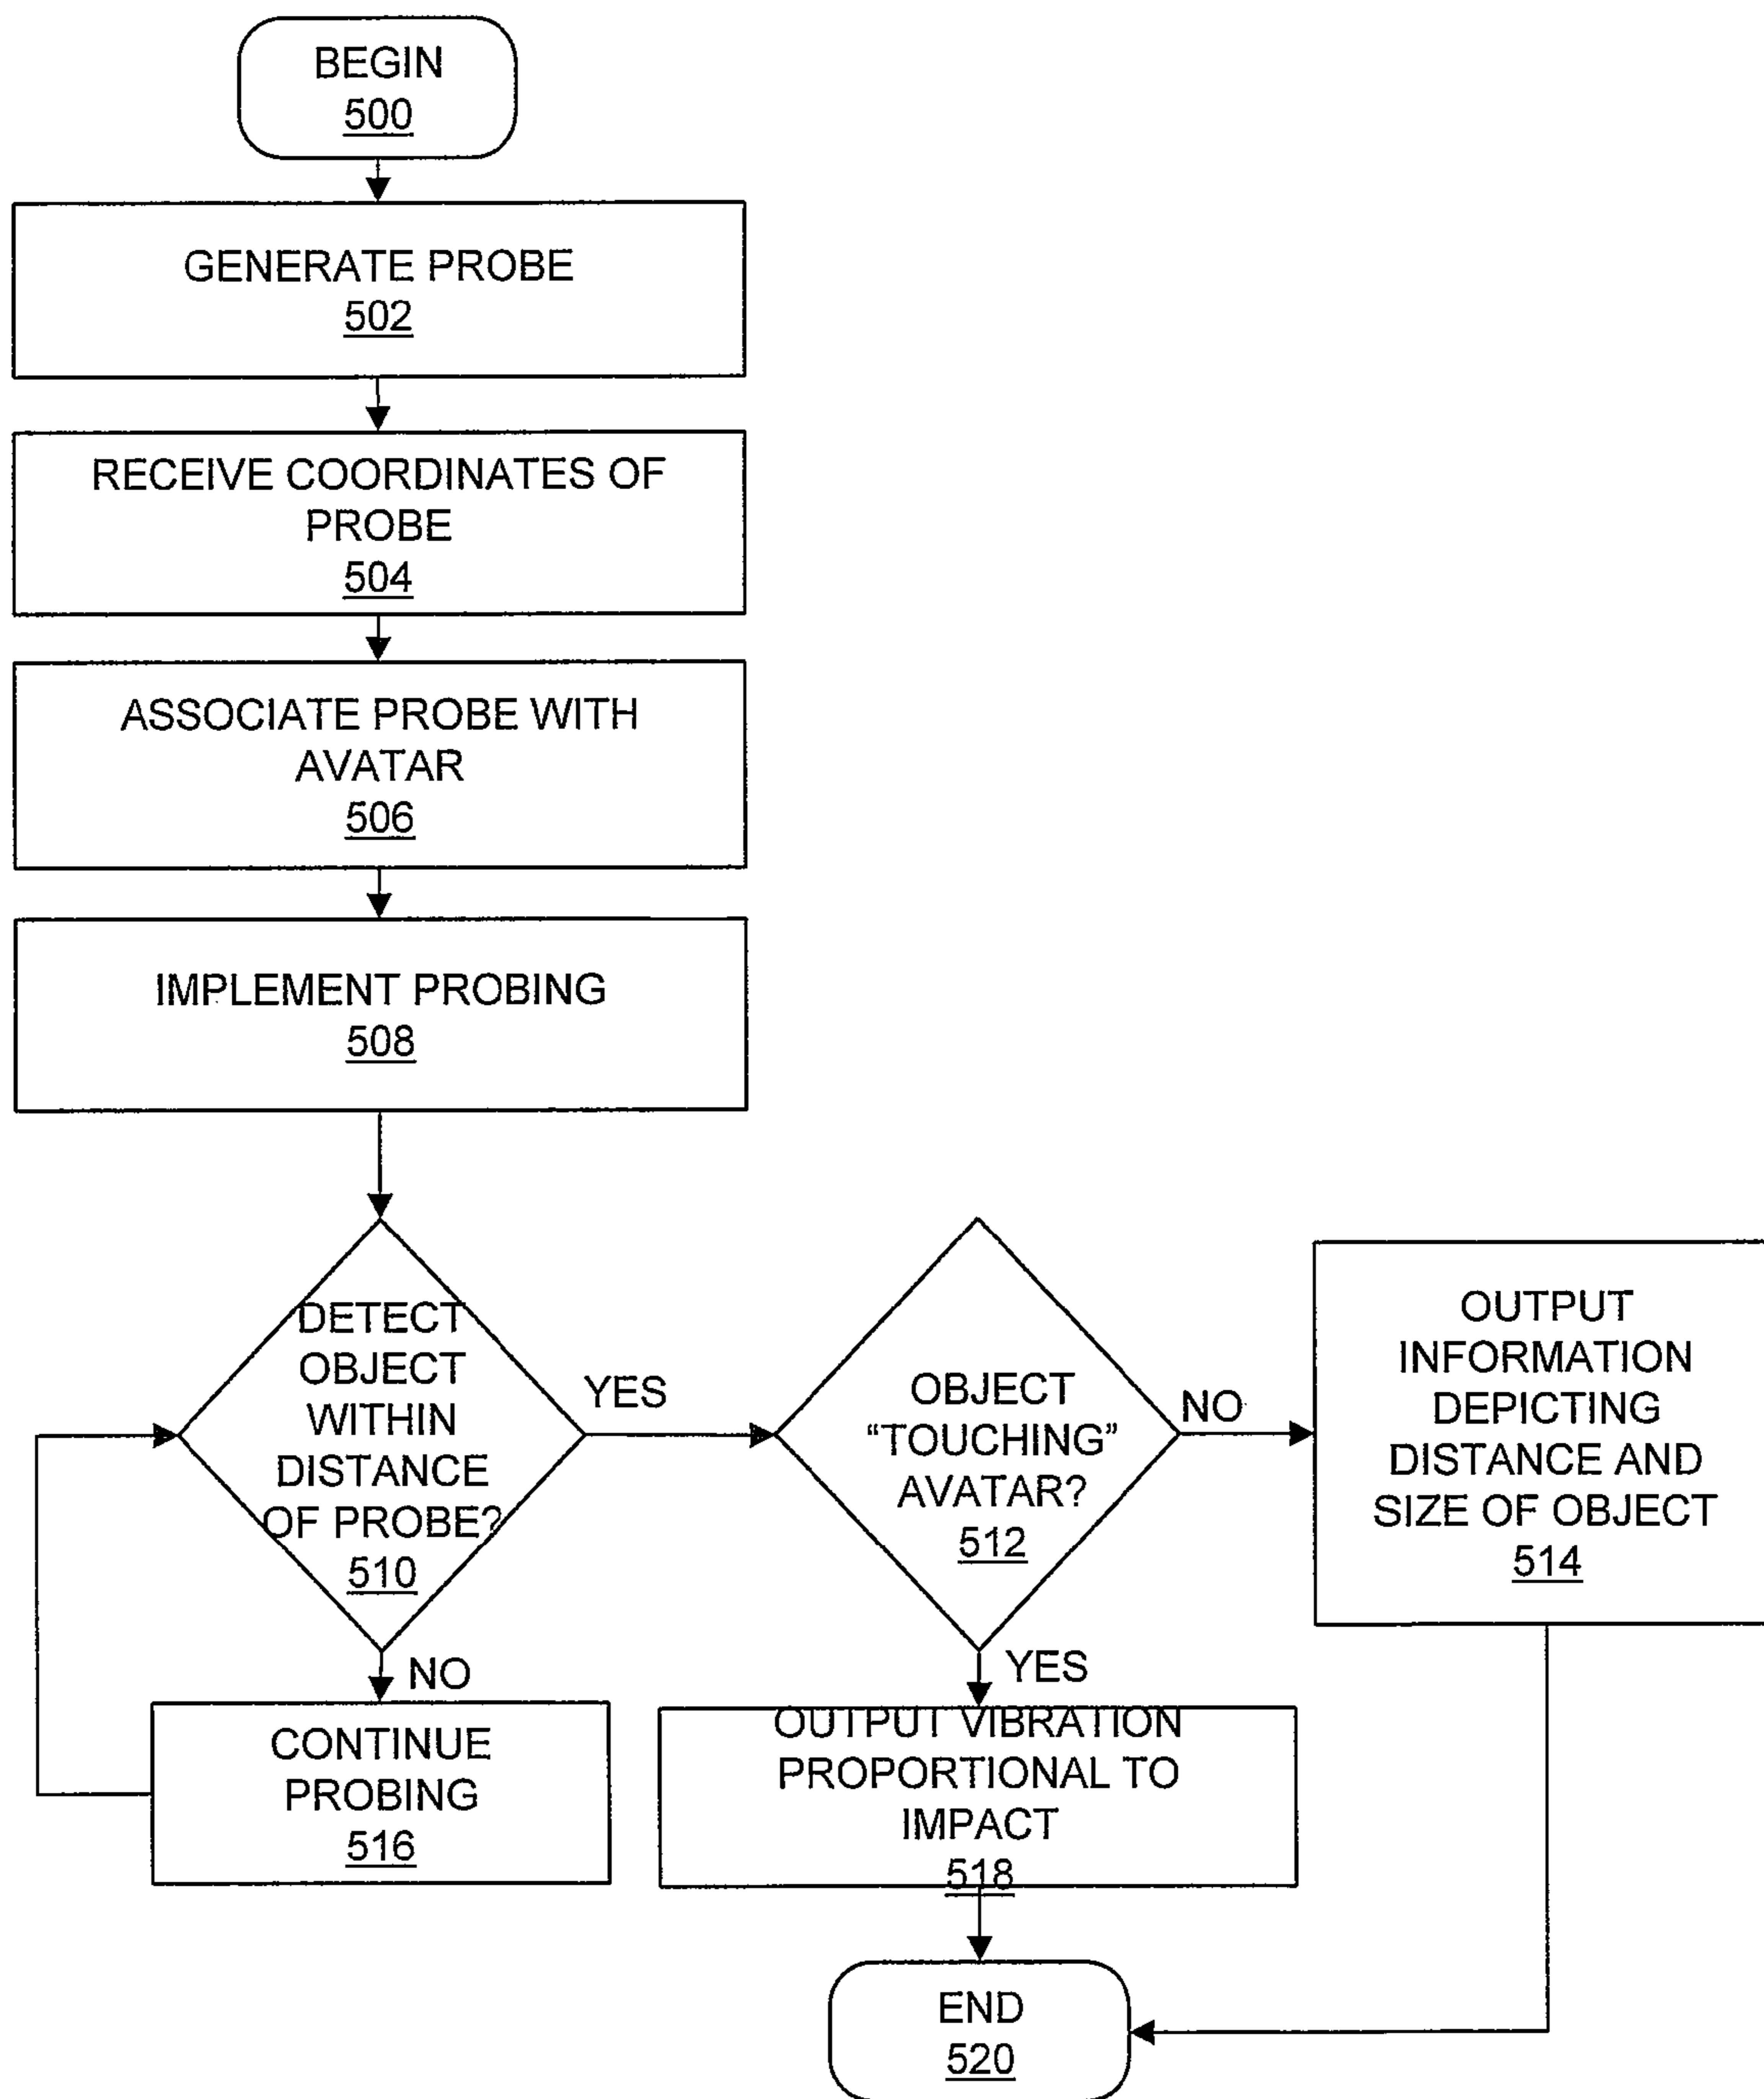 BEGIN
500
GENERATE PROBE
502
RECEIVE COORDINATES OF
PROBE
504
ASSOCIATE PROBE WITH
AVATAR
506
IMPLEMENT PROBING
508
DETECT
OBJECT
WITHIN
DISTANCE
OF PROBE?
510
YES
NO
OBJECT
“TOUCHING”
AVATAR?
512
NO
YES
OUTPUT
INFORMATION
DEPICTING
DISTANCE AND
SIZE OF OBJECT
514
CONTINUE
PROBING
516
OUTPUT VIBRATION
PROPORTIONAL TO
IMPACT
518
END
520